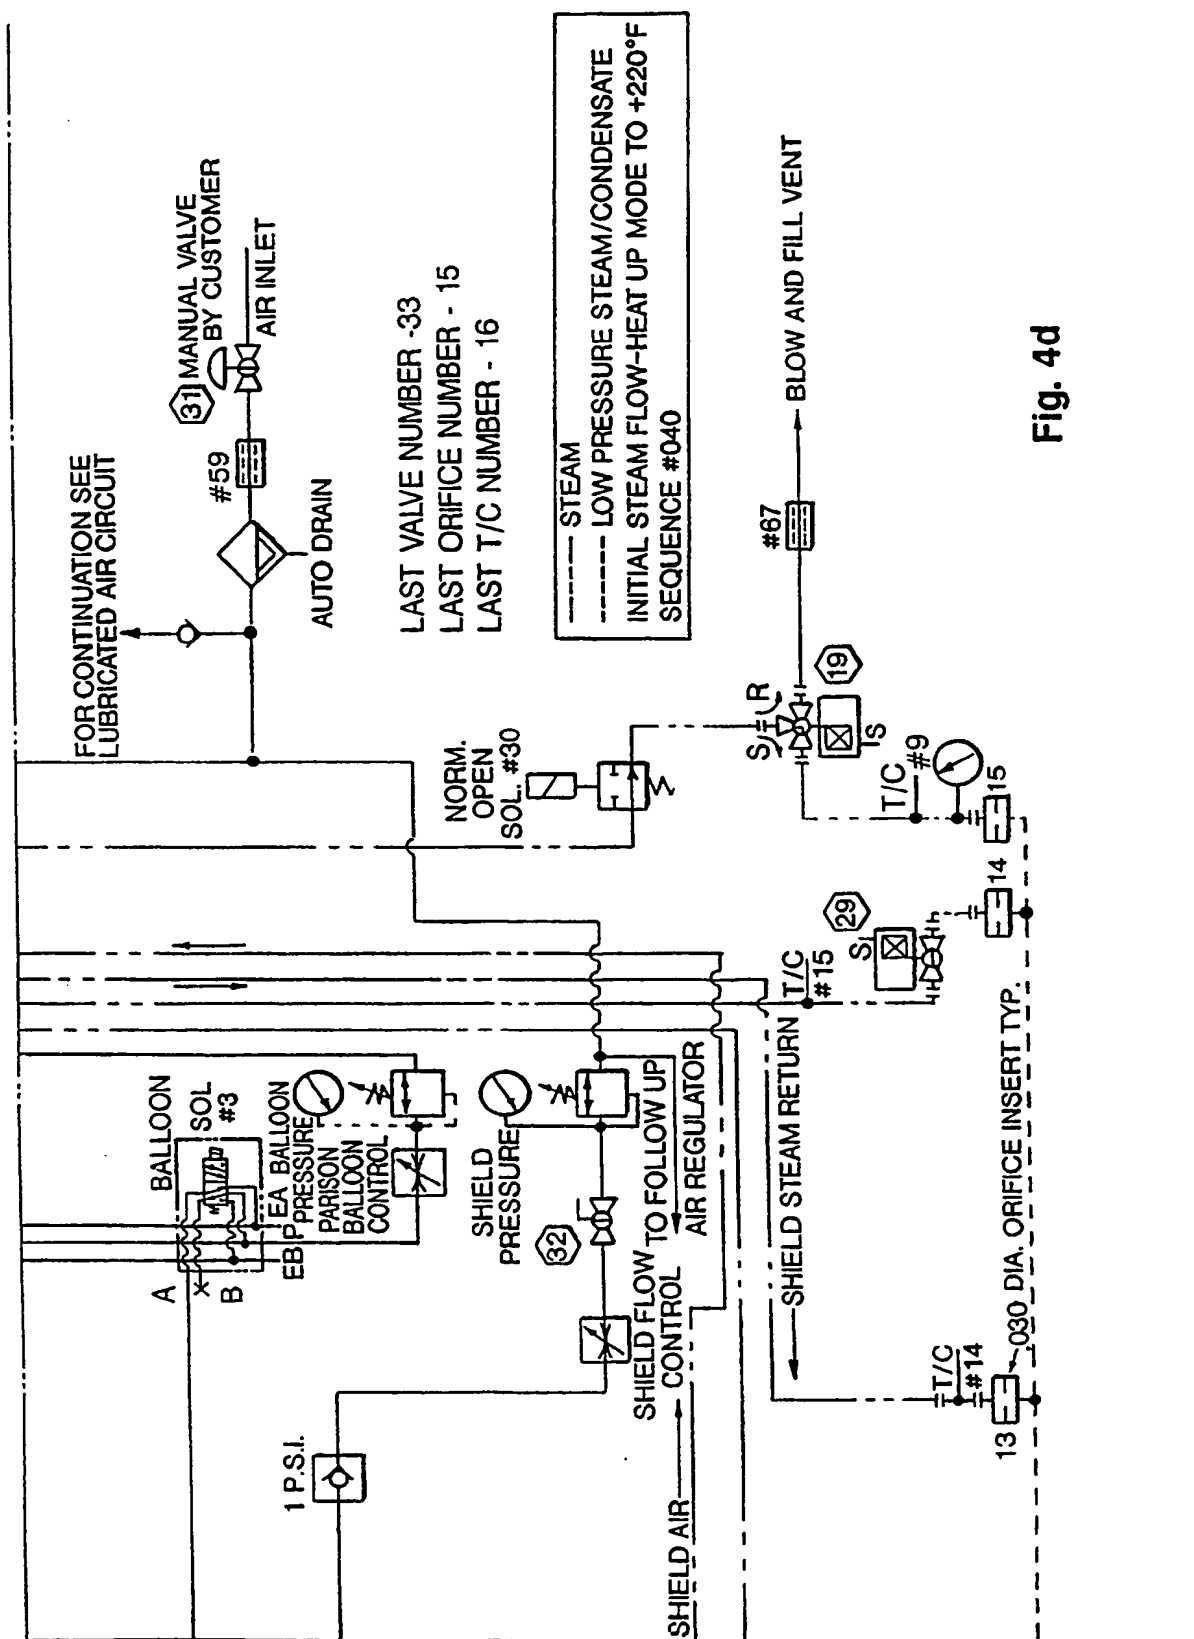 FOR CONTINUATION SEE
LUBRICATED AIR CIRCUIT
31
MANUAL VALVE
BY CUSTOMER
AIR INLET
#59
AUTO DRAIN
LAST VALVE NUMBER -33
LAST ORIFICE NUMBER - 15
LAST T/C NUMBER - 16
STEAM
LOW PRESSURE STEAM/CONDENSATE
INITIAL STEAM FLOW-HEAT UP MODE TO +220°F
SEQUENCE #040
NORM.
OPEN
SOL. #30
S
R
19
S
#67
BLOW AND FILL VENT
T/C
#9
15
14
29
S
T/C
#15
BALLOON
SOL
#3
A
X
B
EB P EA
BALLOON
PRESSURE
PARISON
BALLOON
CONTROL
SHIELD
PRESSURE
32
TO FOLLOW UP
AIR REGULATOR
SHIELD FLOW
CONTROL
1 P.S.I.
SHIELD AIR
SHIELD STEAM RETURN
T/C
#14
13
030 DIA. ORIFICE INSERT TYP.
Fig. 4d